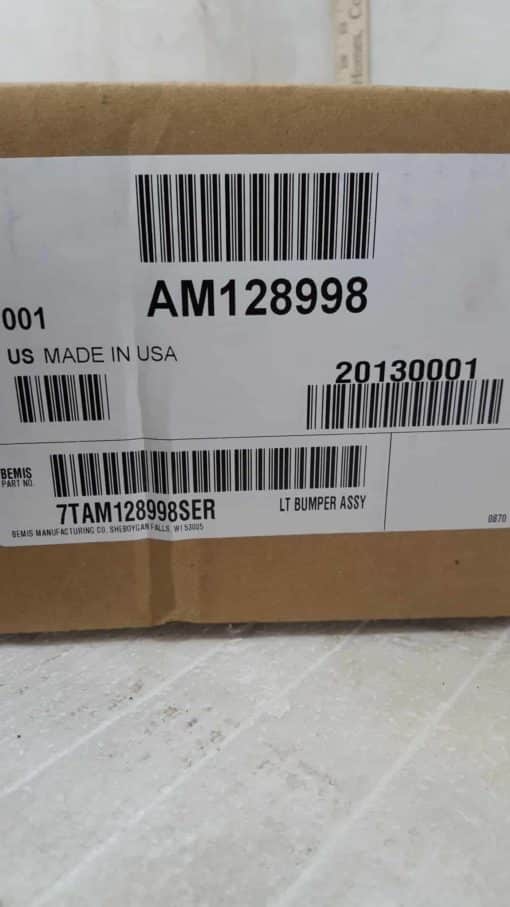 AM128998
001
US MADE IN USA
20130001
BEMIS
PART NO.
7TAM128998SER
LT BUMPER ASSY
BEMIS MANUFACTURING CO. SHEBOYGAN FALLS, WI 53085
0870